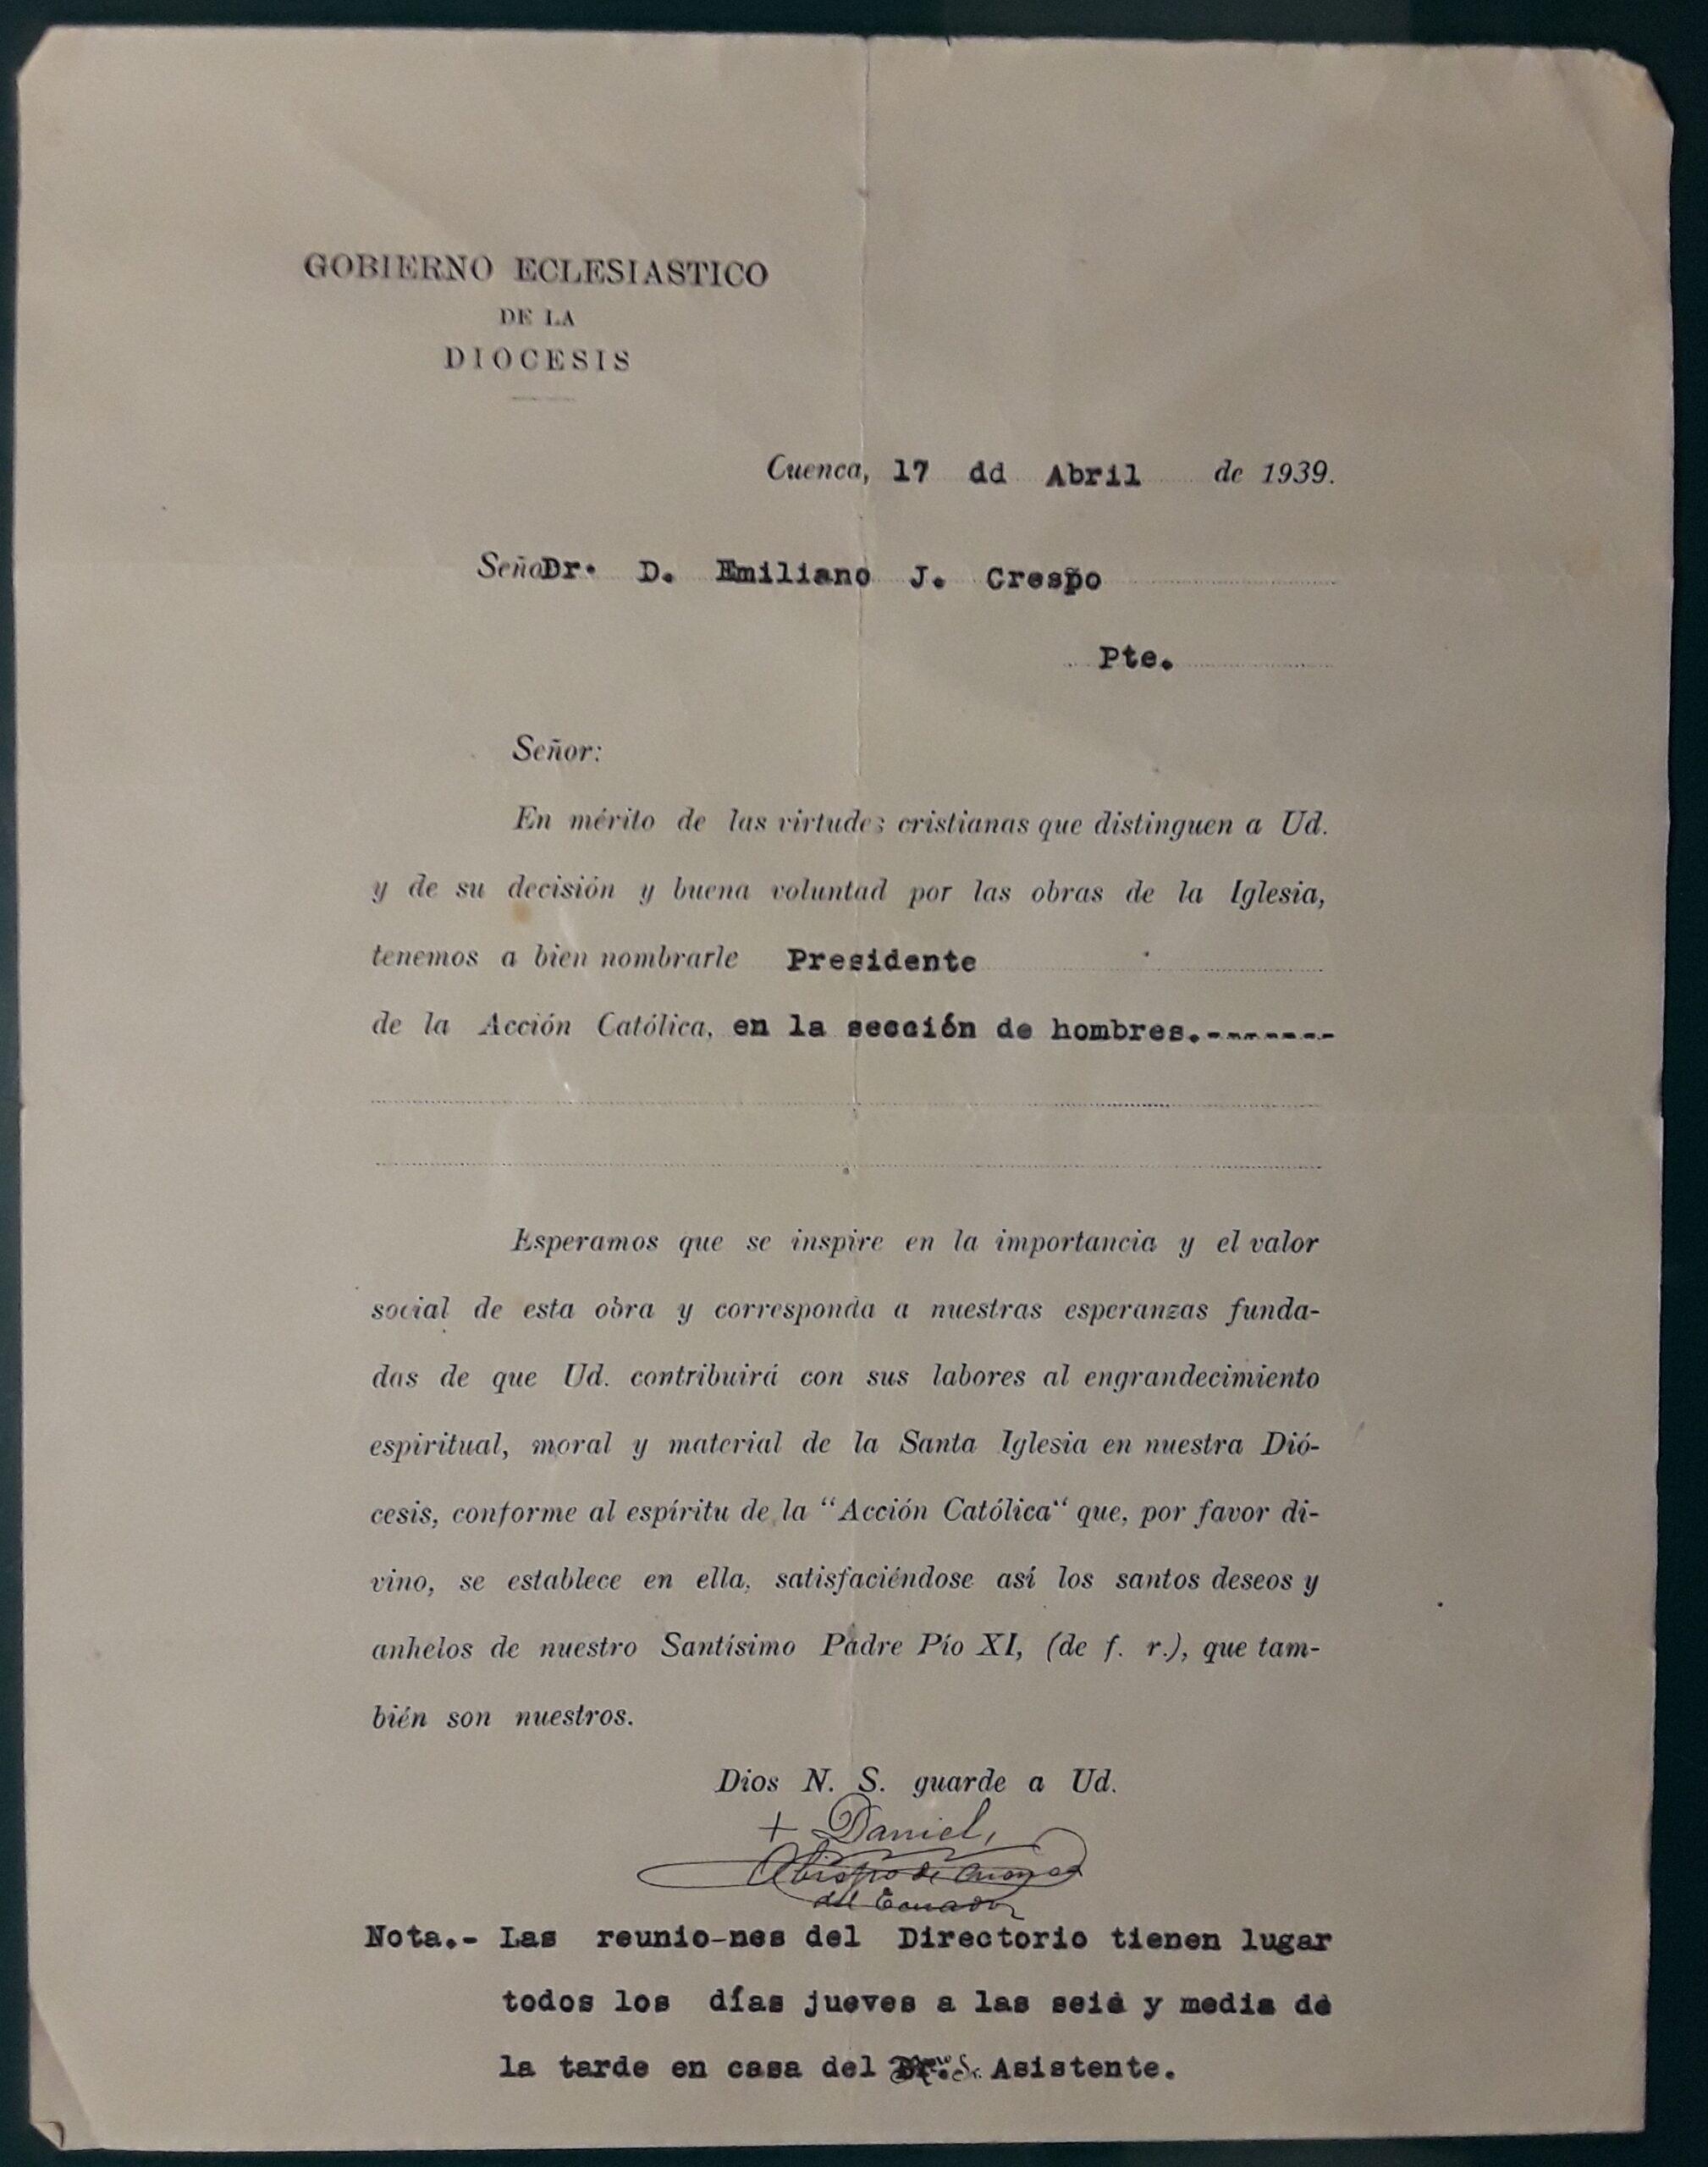 GOBIERNO ECLESIASTICO
DE LA
DIOCESIS
Cuenca, 17 dd Abril de 1939.
SeñoDr. D. Emiliano J. Crespo
Pte.
Señor:
En mérito de las virtudes cristianas que distinguen a Ud.
y de su decisión y buena voluntad por las obras de la Iglesia,
tenemos a bien nombrarle Presidente
de la Acción Católica, en la sección de hombres.-------
Esperamos que se inspire en la importancia y el valor
social de esta obra y corresponda a nuestras esperanzas funda-
das de que Ud. contribuirá con sus labores al engrandecimiento
espiritual, moral y material de la Santa Iglesia en nuestra Dió-
cesis, conforme al espíritu de la “Acción Católica“ que, por favor di-
vino, se establece en ella, satisfaciéndose así los santos deseos y
anhelos de nuestro Santísimo Padre Pío XI, (de f. r.), que tam-
bién son nuestros.
Dios N. S. guarde a Ud.
+ Daniel,
Obispo de Cuenca
del Ecuador
Nota.- Las reunio-nes del Directorio tienen lugar
todos los días jueves a las seis y media de
la tarde en casa del Asistente.